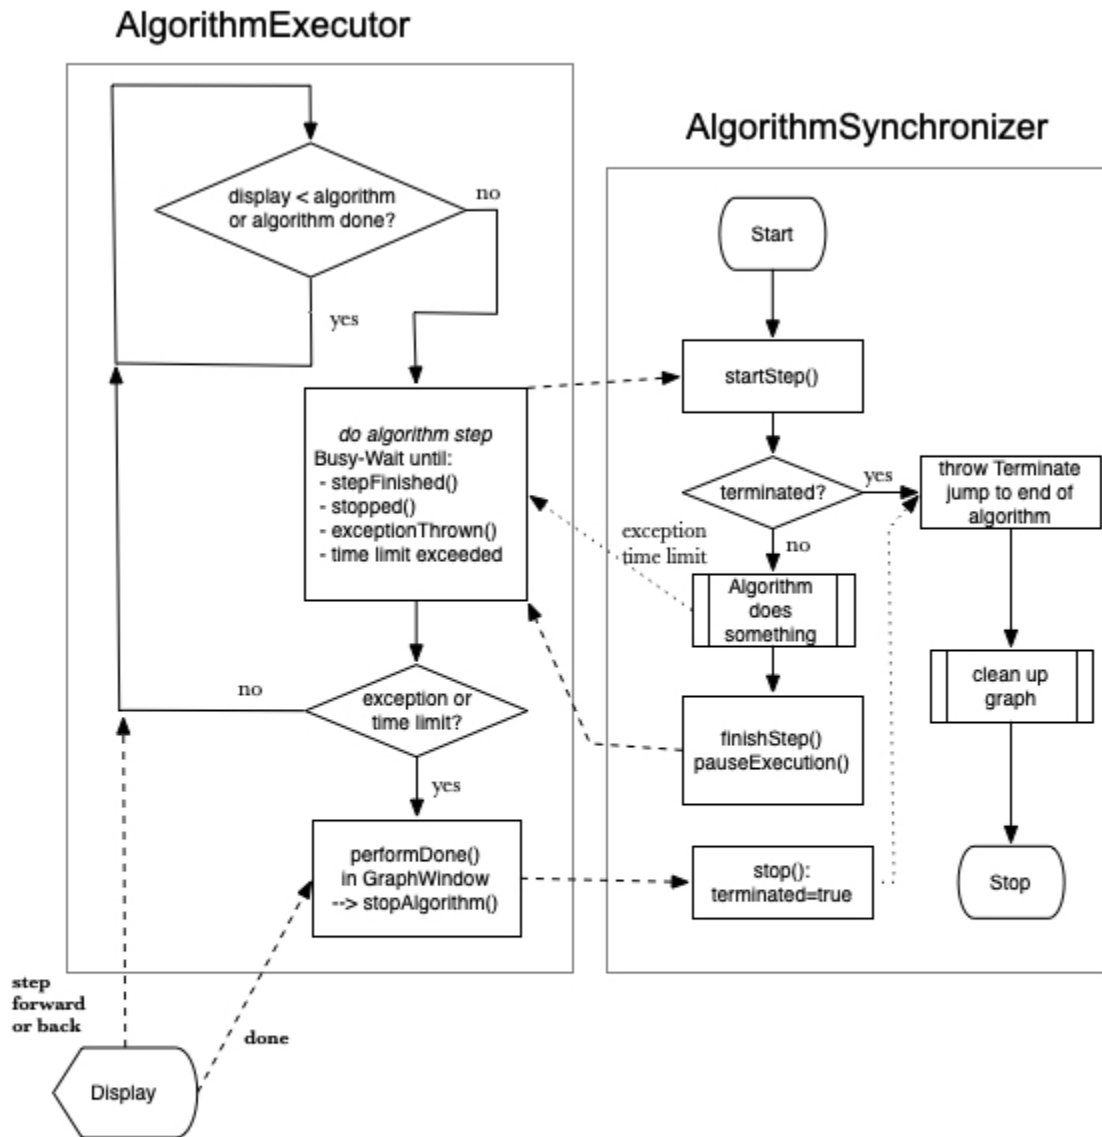 AlgorithmExecutor
display < algorithm
or algorithm done?
no
yes
do algorithm step
Busy-Wait until:
- stepFinished()
- stopped()
- exceptionThrown()
- time limit exceeded
exception or
time limit?
no
yes
performDone()
in GraphWindow
--> stopAlgorithm()
step
forward
or back
done
Display
AlgorithmSynchronizer
Start
startStep()
terminated?
yes
no
throw Terminate
jump to end of
algorithm
exception
time limit
Algorithm
does
something
clean up
graph
finishStep()
pauseExecution()
stop():
terminated=true
Stop